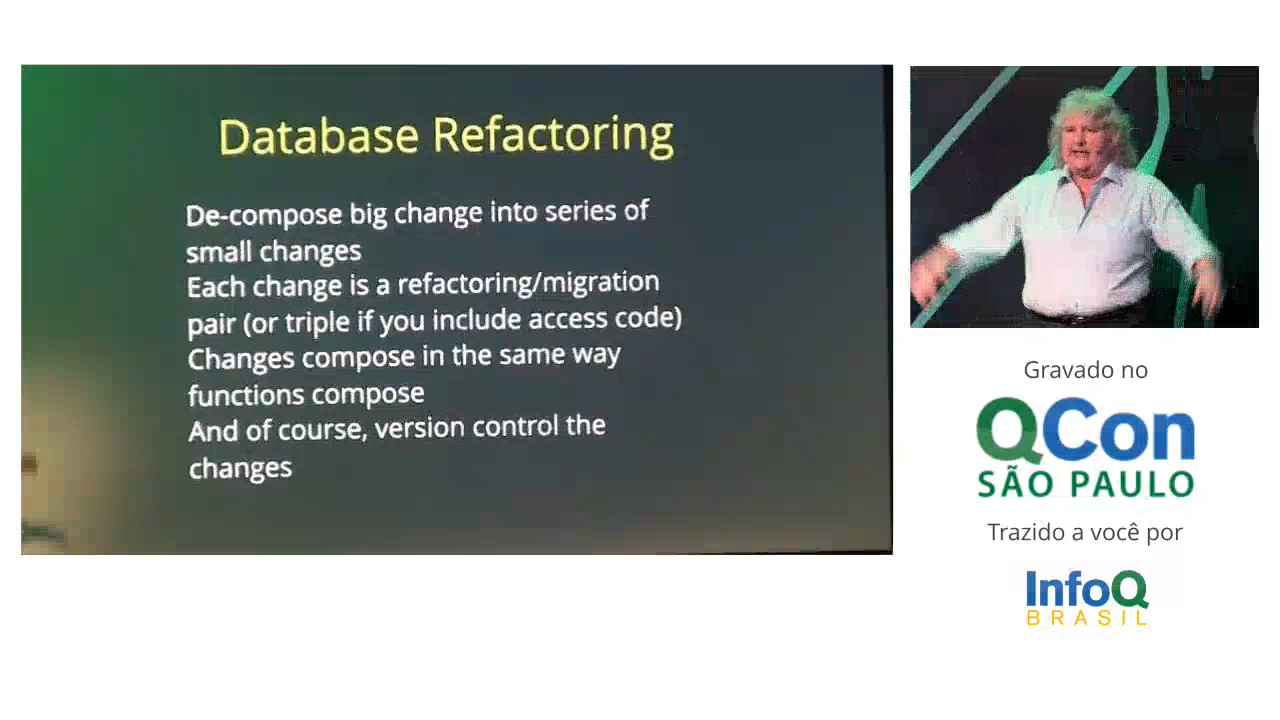 Database Refactoring
De-compose big change into series of
small changes
Each change is a refactoring/migration
pair (or triple if you include access code)
Changes compose in the same way
functions compose
And of course, version control the
changes
Gravado no
QCon
SÃO PAULO
Trazido a você por
InfoQ
BRASIL